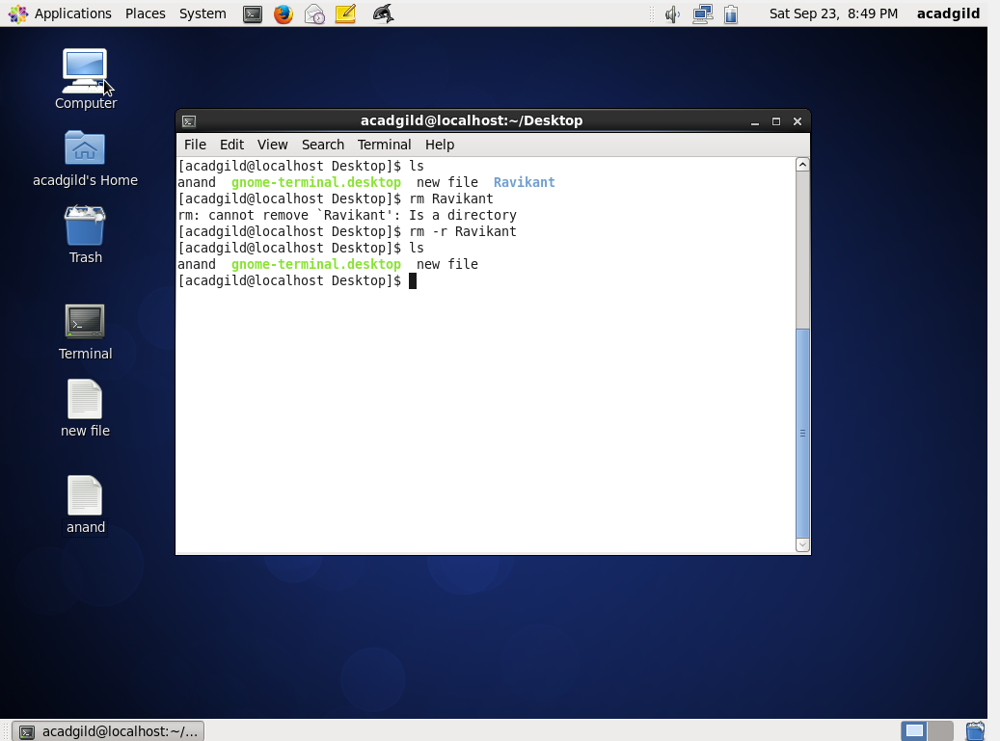 Applications Places System Sat Sep 23, 8:49 PM acadgild
Computer
acadgild's Home
Trash
Terminal
new file
anand
acadgild@localhost:~/Desktop
File Edit View Search Terminal Help
[acadgild@localhost Desktop]$ ls
anand  gnome-terminal.desktop  new file  Ravikant
[acadgild@localhost Desktop]$ rm Ravikant
rm: cannot remove `Ravikant': Is a directory
[acadgild@localhost Desktop]$ rm -r Ravikant
[acadgild@localhost Desktop]$ ls
anand  gnome-terminal.desktop  new file
[acadgild@localhost Desktop]$
acadgild@localhost:~/...